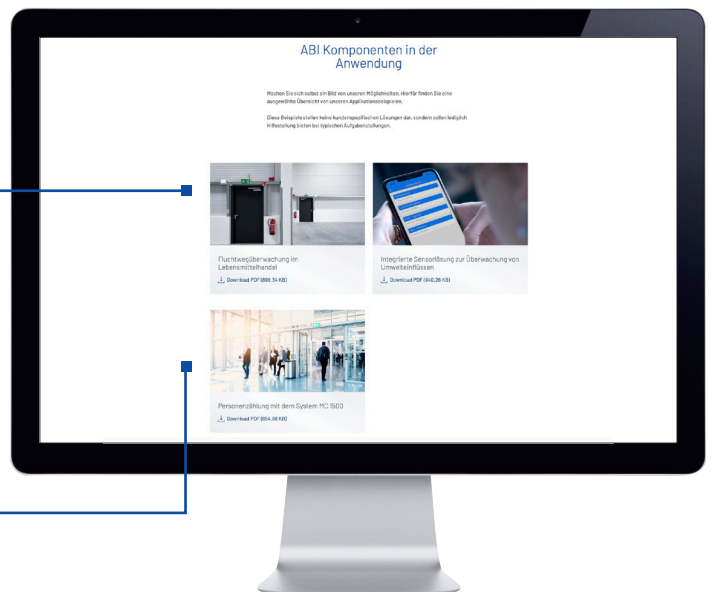 ABI Komponenten in der
Anwendung
Machen Sie sich selbst ein Bild von unseren Möglichkeiten. Hierfür finden Sie eine
ausgewählte Übersicht von unseren Applikationsbeispielen.
Diese Beispiele stellen keine kundenspezifischen Lösungen dar, sondern sollen lediglich
Hilfestellung bieten bei typischen Aufgabenstellungen.
Fluchtwegüberwachung im
Lebensmittelhandel
Download PDF (898,34 KB)
Integrierte Sensorlösung zur Überwachung von
Umwelteinflüssen
Download PDF (940,26 KB)
Personenzählung mit dem System MC 1500
Download PDF (654,88 KB)